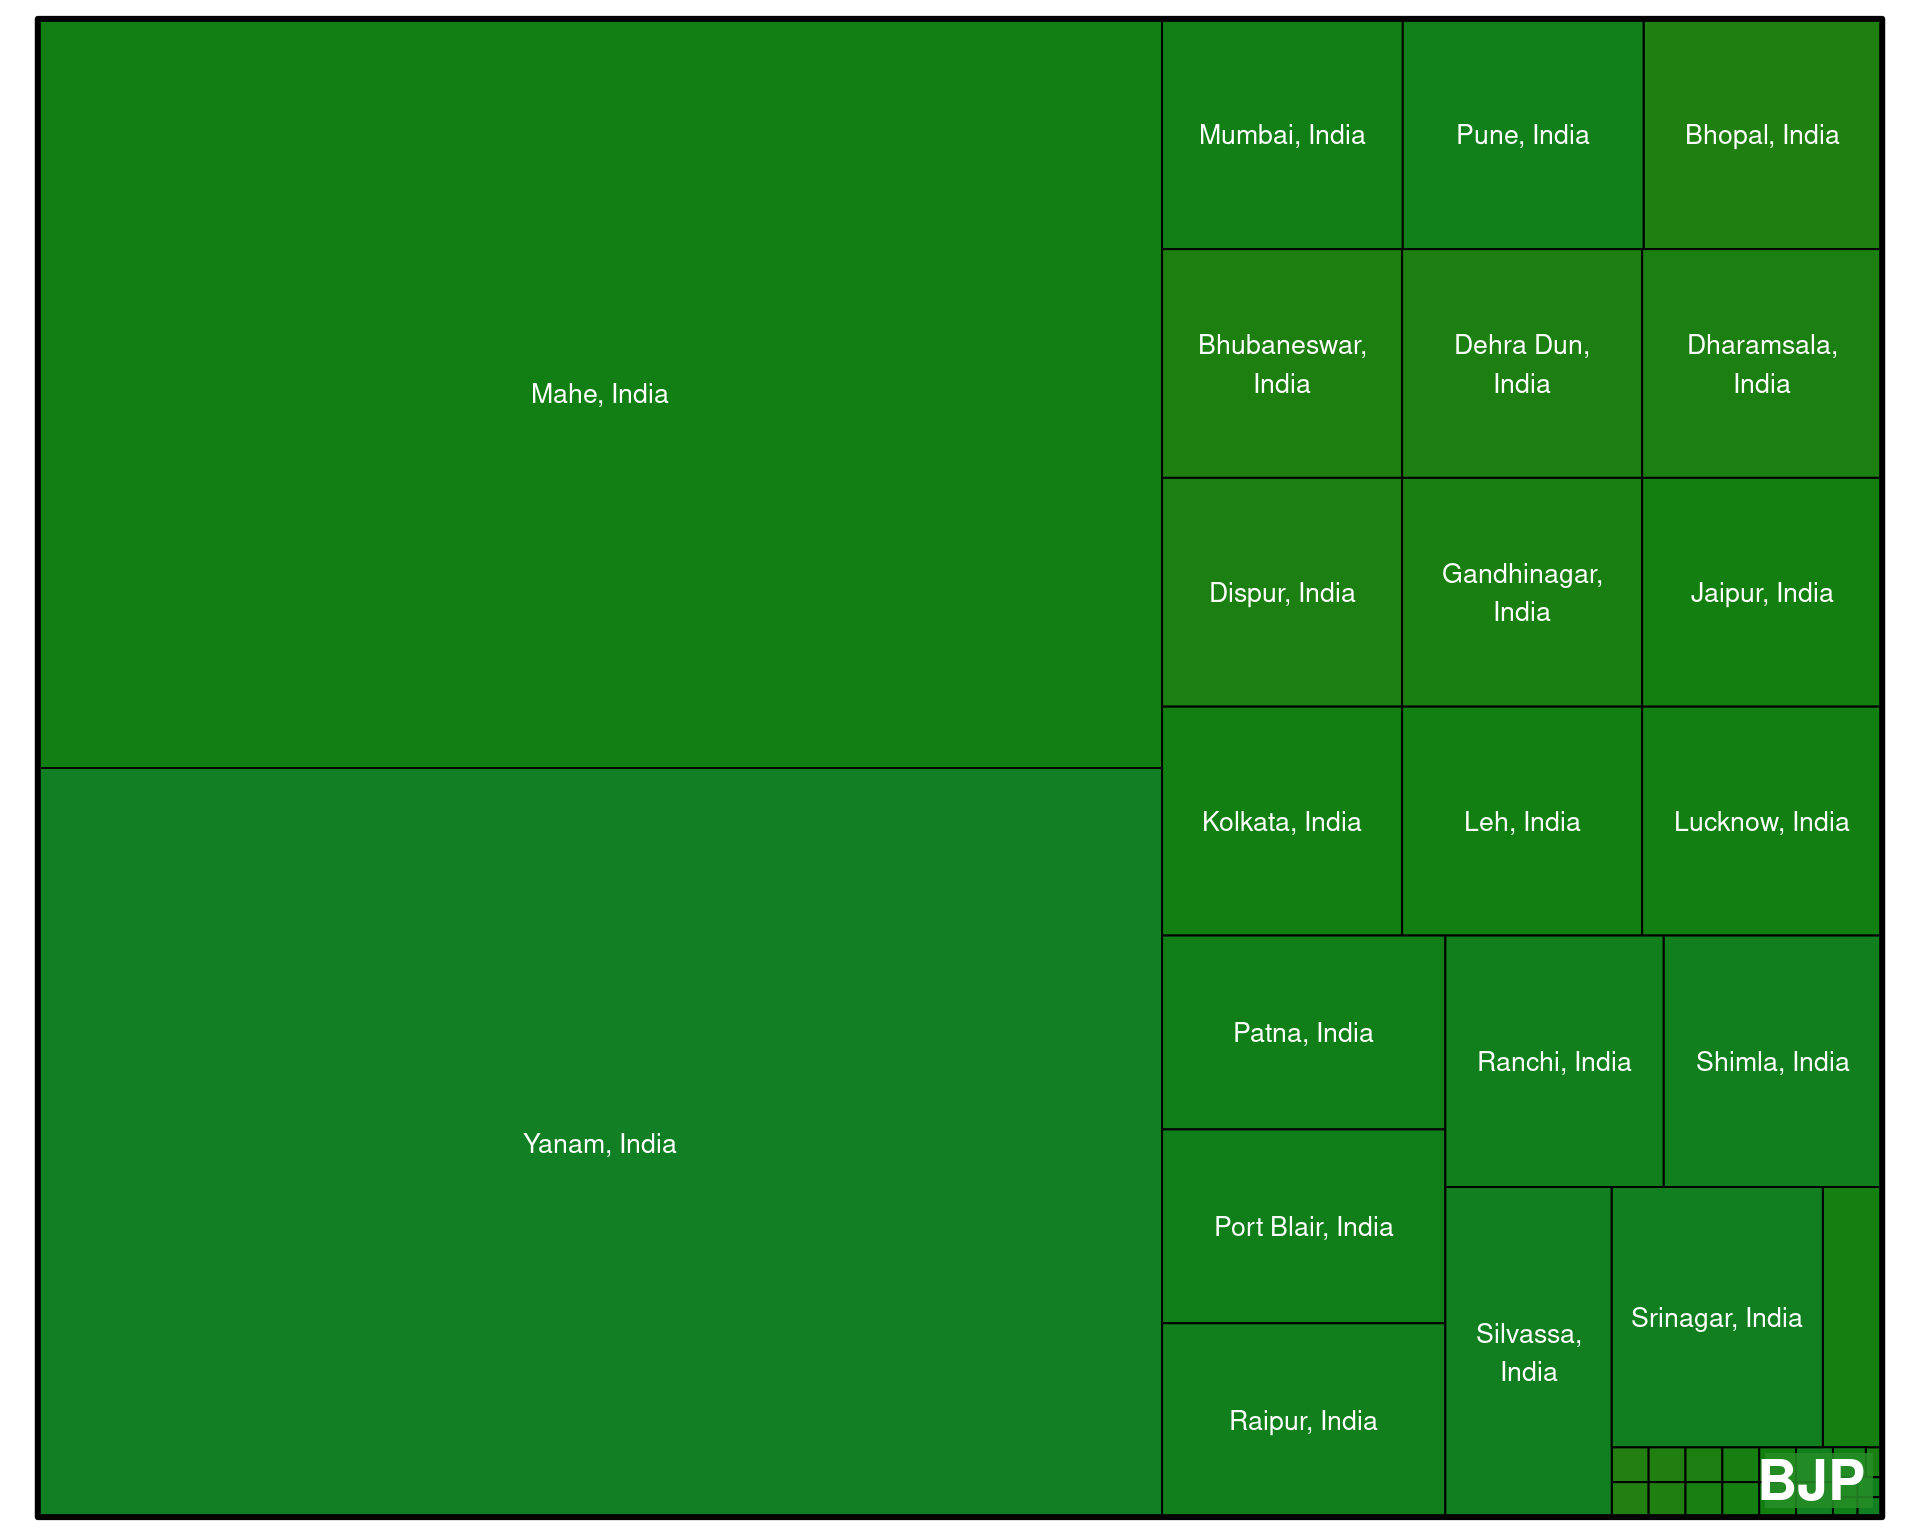 Mahe, India
Yanam, India
Mumbai, India
Pune, India
Bhopal, India
Bhubaneswar,
India
Dehra Dun,
India
Dharamsala,
India
Dispur, India
Gandhinagar,
India
Jaipur, India
Kolkata, India
Leh, India
Lucknow, India
Patna, India
Ranchi, India
Shimla, India
Port Blair, India
Raipur, India
Silvassa,
India
Srinagar, India
BJP